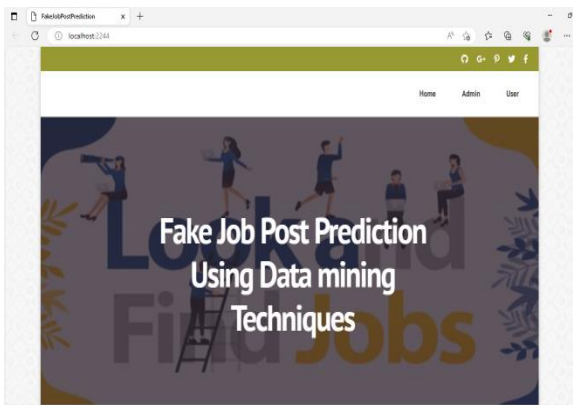 FakeJobPostPrediction
localhost:2244
Home Admin User
Look and
Find Jobs
Fake Job Post Prediction
Using Data mining
Techniques